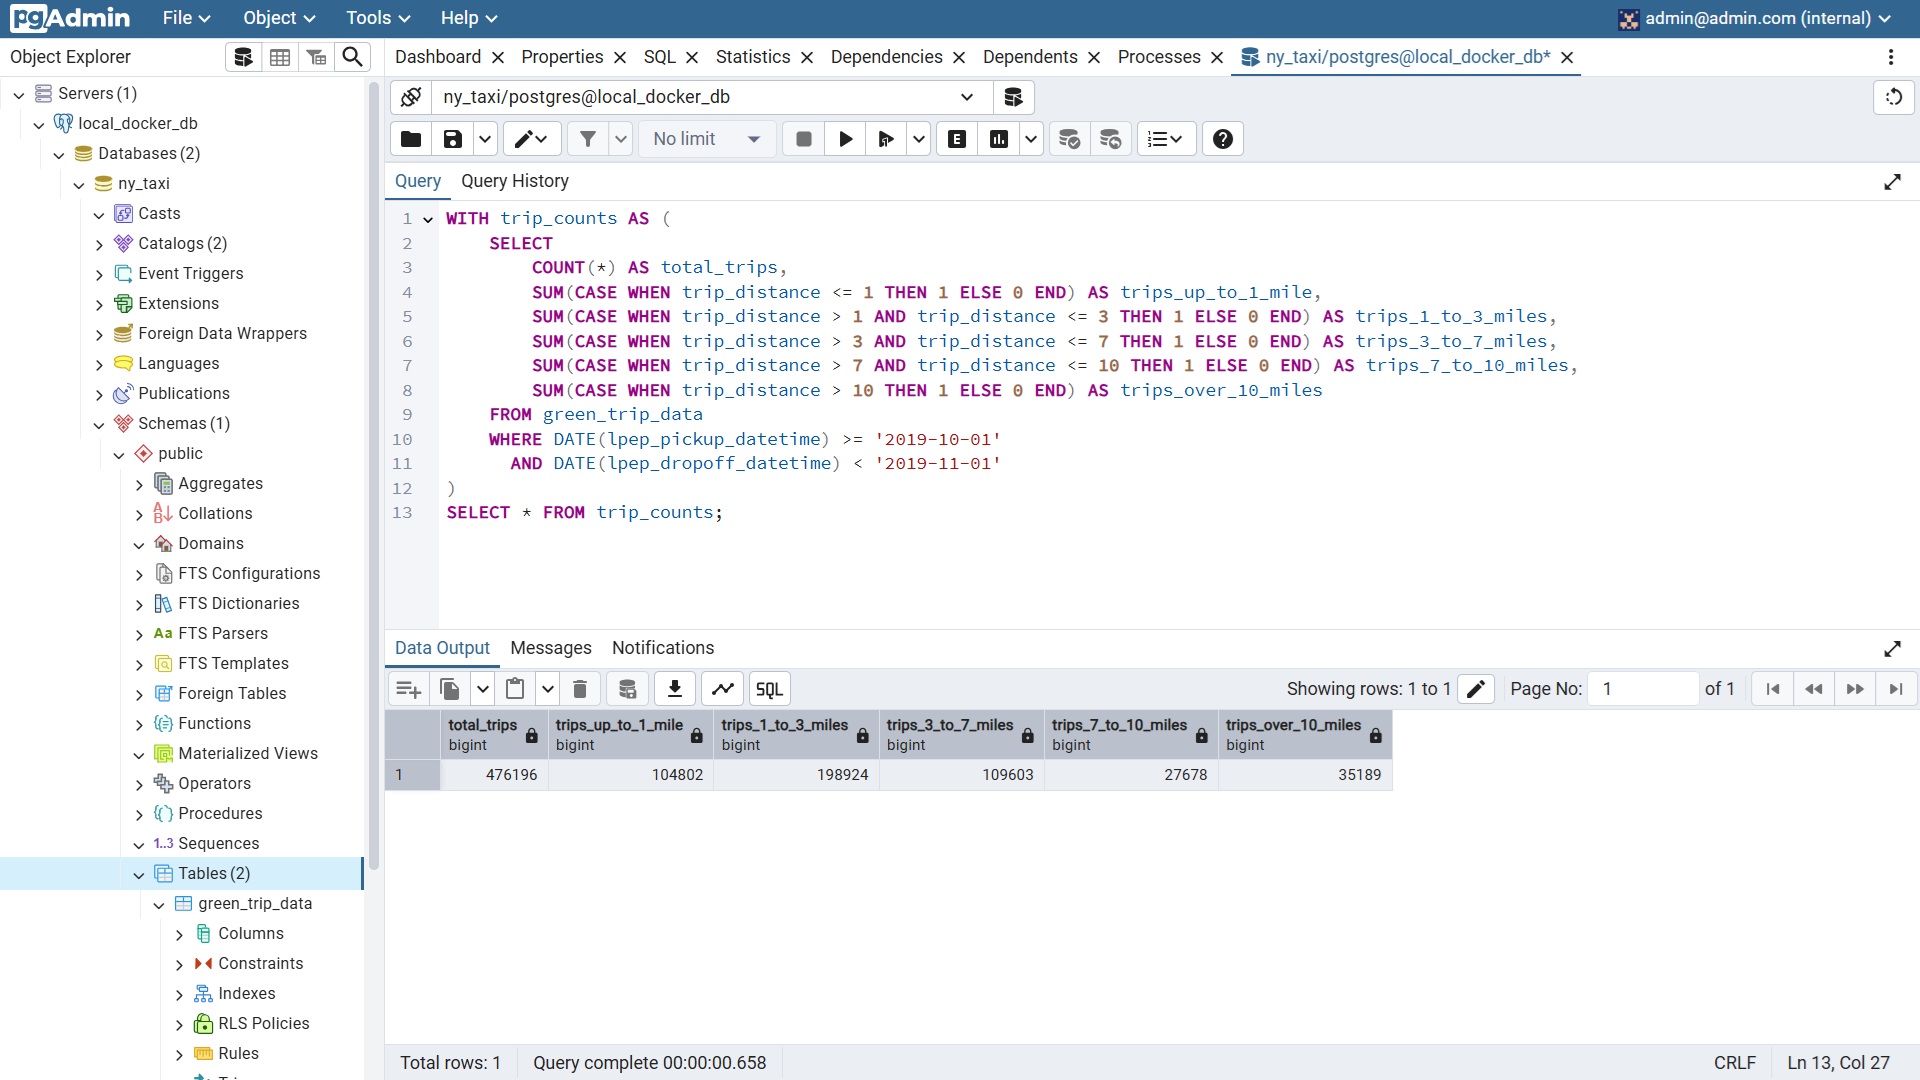 pgAdmin File Object Tools Help admin@admin.com (internal)
Object Explorer
Dashboard Properties SQL Statistics Dependencies Dependents Processes ny_taxi/postgres@local_docker_db*
Servers (1)
local_docker_db
Databases (2)
ny_taxi
Casts
Catalogs (2)
Event Triggers
Extensions
Foreign Data Wrappers
Languages
Publications
Schemas (1)
public
Aggregates
Collations
Domains
FTS Configurations
FTS Dictionaries
Aa FTS Parsers
FTS Templates
Foreign Tables
Functions
Materialized Views
Operators
Procedures
1..3 Sequences
Tables (2)
green_trip_data
Columns
Constraints
Indexes
RLS Policies
Rules
ny_taxi/postgres@local_docker_db
No limit E
Query Query History
1 WITH trip_counts AS (
2 SELECT
3 COUNT(*) AS total_trips,
4 SUM(CASE WHEN trip_distance <= 1 THEN 1 ELSE 0 END) AS trips_up_to_1_mile,
5 SUM(CASE WHEN trip_distance > 1 AND trip_distance <= 3 THEN 1 ELSE 0 END) AS trips_1_to_3_miles,
6 SUM(CASE WHEN trip_distance > 3 AND trip_distance <= 7 THEN 1 ELSE 0 END) AS trips_3_to_7_miles,
7 SUM(CASE WHEN trip_distance > 7 AND trip_distance <= 10 THEN 1 ELSE 0 END) AS trips_7_to_10_miles,
8 SUM(CASE WHEN trip_distance > 10 THEN 1 ELSE 0 END) AS trips_over_10_miles
9 FROM green_trip_data
10 WHERE DATE(lpep_pickup_datetime) >= '2019-10-01'
11 AND DATE(lpep_dropoff_datetime) < '2019-11-01'
12 )
13 SELECT * FROM trip_counts;
Data Output Messages Notifications
SQL Showing rows: 1 to 1 Page No: 1 of 1
total_trips trips_up_to_1_mile trips_1_to_3_miles trips_3_to_7_miles trips_7_to_10_miles trips_over_10_miles
bigint bigint bigint bigint bigint bigint
1 476196 104802 198924 109603 27678 35189
Total rows: 1 Query complete 00:00:00.658 CRLF Ln 13, Col 27